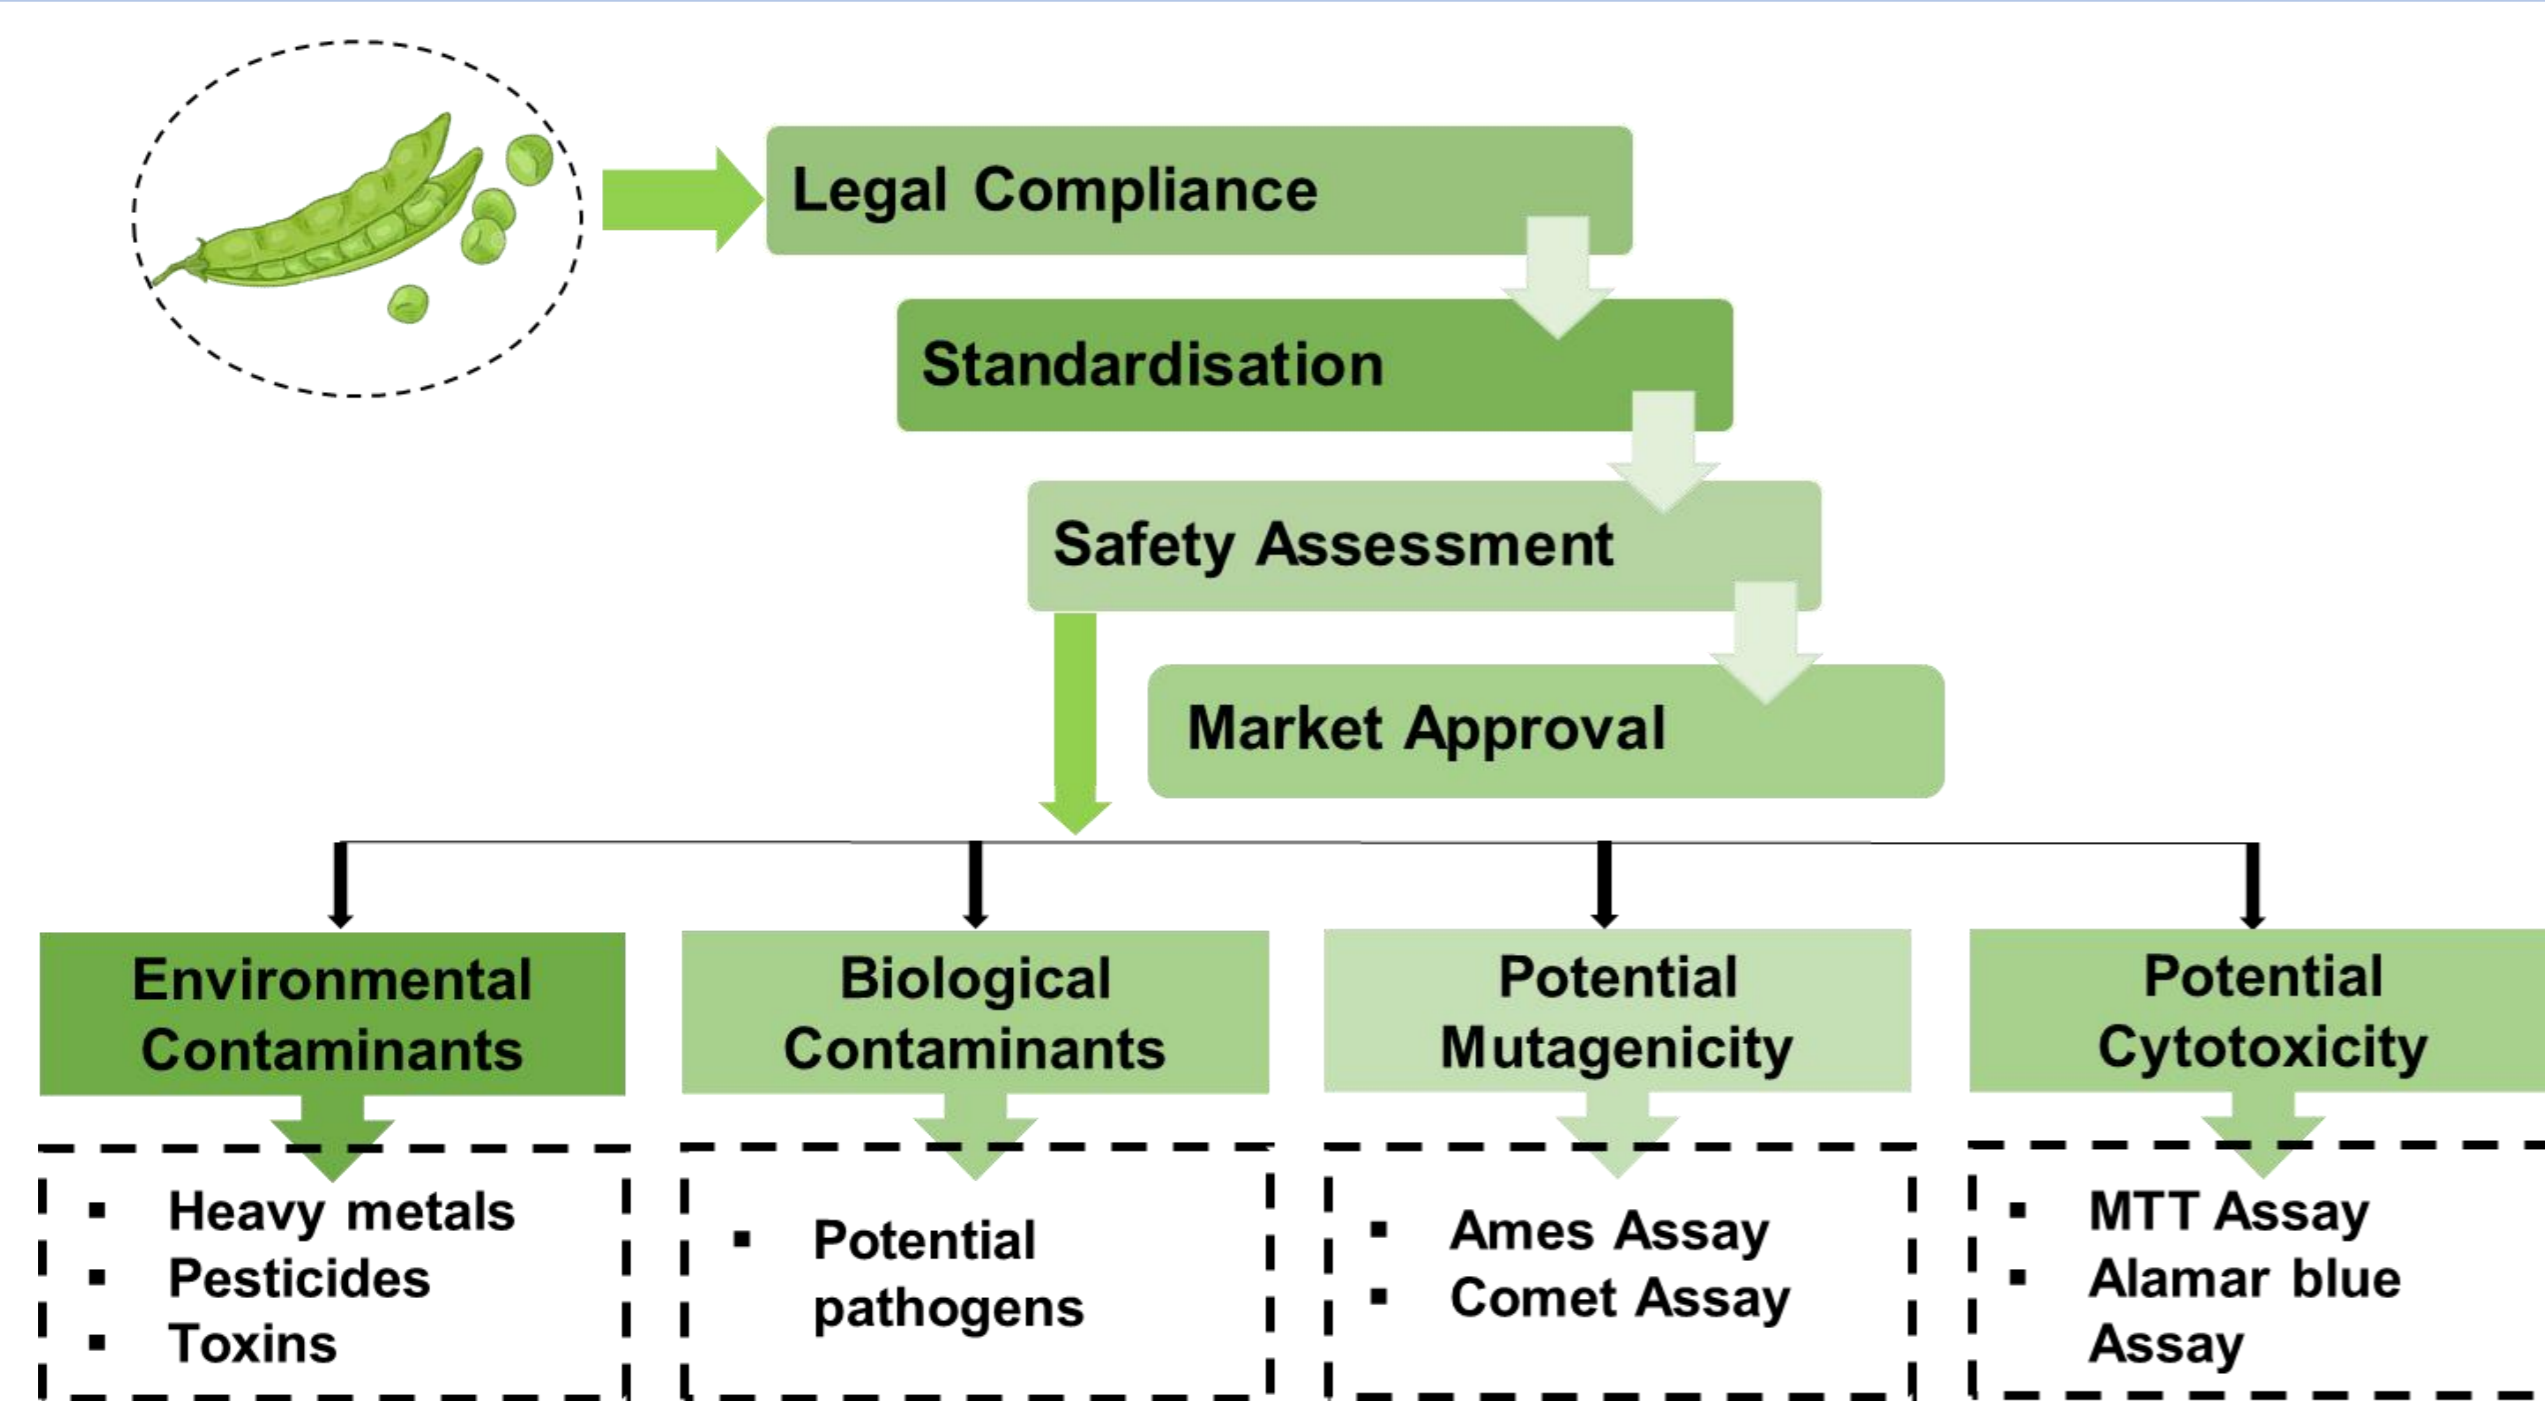 Legal Compliance
Standardisation
Safety Assessment
Market Approval
Environmental
Contaminants
Biological
Contaminants
Potential
Mutagenicity
Potential
Cytotoxicity
▪ Heavy metals
▪ Pesticides
▪ Toxins
▪ Potential
pathogens
▪ Ames Assay
▪ Comet Assay
▪ MTT Assay
▪ Alamar blue
Assay